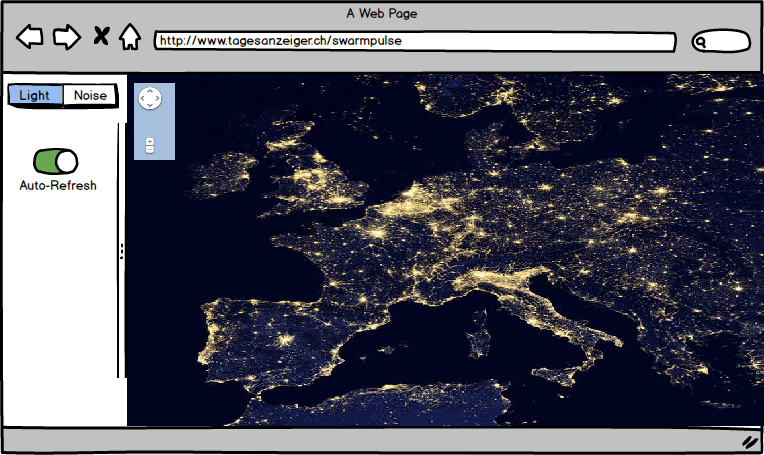 A Web Page
http://www.tagesanzeiger.ch/swarmpulse
Light Noise
Auto-Refresh